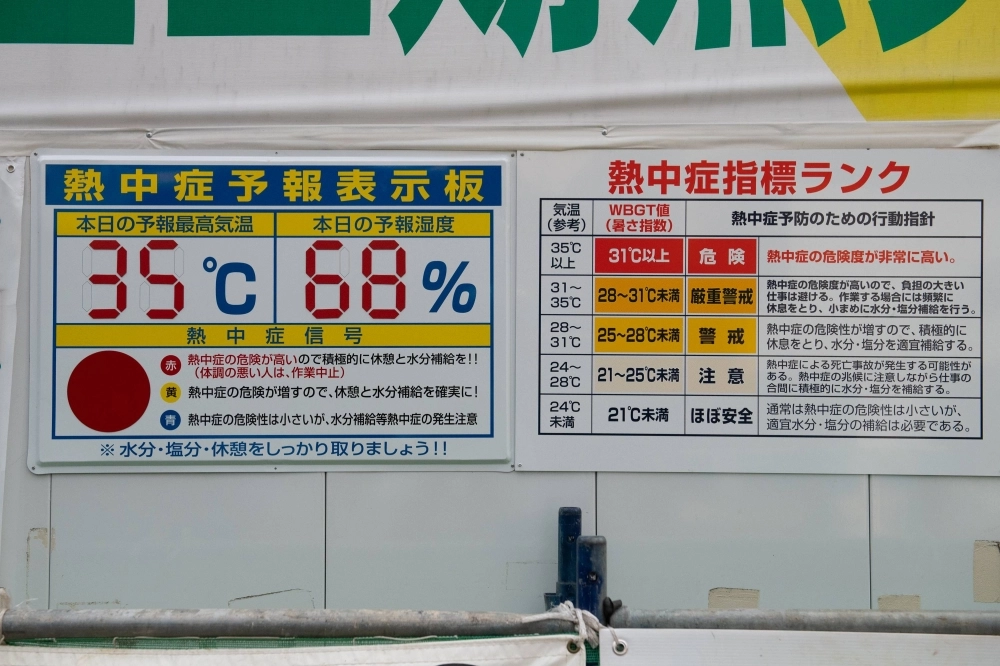 熱中症予報表示板
本日の予報最高気温
本日の予報湿度
35℃
68%
熱中症信号
赤 熱中症の危険が高いので積極的に休憩と水分補給を!!
(体調の悪い人は、作業中止)
黄 熱中症の危険が増すので、休憩と水分補給を確実に!
青 熱中症の危険性は小さいが、水分補給等熱中症の発生注意
※水分・塩分・休憩をしっかり取りましょう!!
熱中症指標ランク
気温
(参考)
WBGT値
(暑さ指数)
熱中症予防のための行動指針
35℃
以上
31℃以上
危険
熱中症の危険度が非常に高い。
31~
35℃
28~31℃未満
厳重警戒
熱中症の危険度が高いので、負担の大きい
仕事は避ける。作業する場合には頻繁に
休息をとり、小まめに水分・塩分補給を行う。
28~
31℃
25~28℃未満
警戒
熱中症の危険性が増すので、積極的に
休息をとり、水分・塩分を適宜補給する。
24~
28℃
21~25℃未満
注意
熱中症による死亡事故が発生する可能性が
ある。熱中症の兆候に注意しながら仕事の
合間に積極的に水分・塩分を補給する。
24℃
未満
21℃未満
ほぼ安全
通常は熱中症の危険性は小さいが、
適宜水分・塩分の補給は必要である。